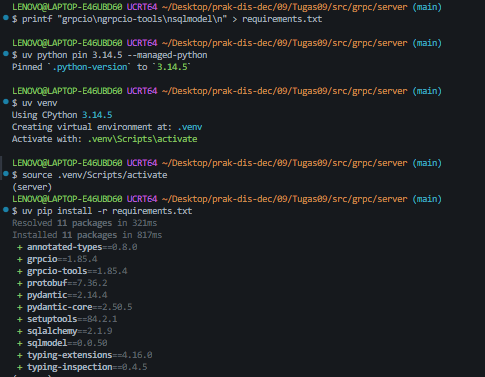 LENOVO@LAPTOP-E46UBD60 UCRT64 ~/Desktop/prak-dis-dec/09/Tugas09/src/grpc/server (main)
$ printf "grpcio\ngrpcio-tools\nsqlmodel\n" > requirements.txt
LENOVO@LAPTOP-E46UBD60 UCRT64 ~/Desktop/prak-dis-dec/09/Tugas09/src/grpc/server (main)
$ uv python pin 3.14.5 --managed-python
Pinned `.python-version` to `3.14.5`
LENOVO@LAPTOP-E46UBD60 UCRT64 ~/Desktop/prak-dis-dec/09/Tugas09/src/grpc/server (main)
$ uv venv
Using CPython 3.14.5
Creating virtual environment at: .venv
Activate with: .venv\Scripts\activate
LENOVO@LAPTOP-E46UBD60 UCRT64 ~/Desktop/prak-dis-dec/09/Tugas09/src/grpc/server (main)
$ source .venv/Scripts/activate
(server)
LENOVO@LAPTOP-E46UBD60 UCRT64 ~/Desktop/prak-dis-dec/09/Tugas09/src/grpc/server (main)
$ uv pip install -r requirements.txt
Resolved 11 packages in 321ms
Installed 11 packages in 817ms
+ annotated-types==0.8.0
+ grpcio==1.85.4
+ grpcio-tools==1.85.4
+ protobuf==7.36.2
+ pydantic==2.14.4
+ pydantic-core==2.50.5
+ setuptools==84.2.1
+ sqlalchemy==2.1.9
+ sqlmodel==0.0.50
+ typing-extensions==4.16.0
+ typing-inspection==0.4.5